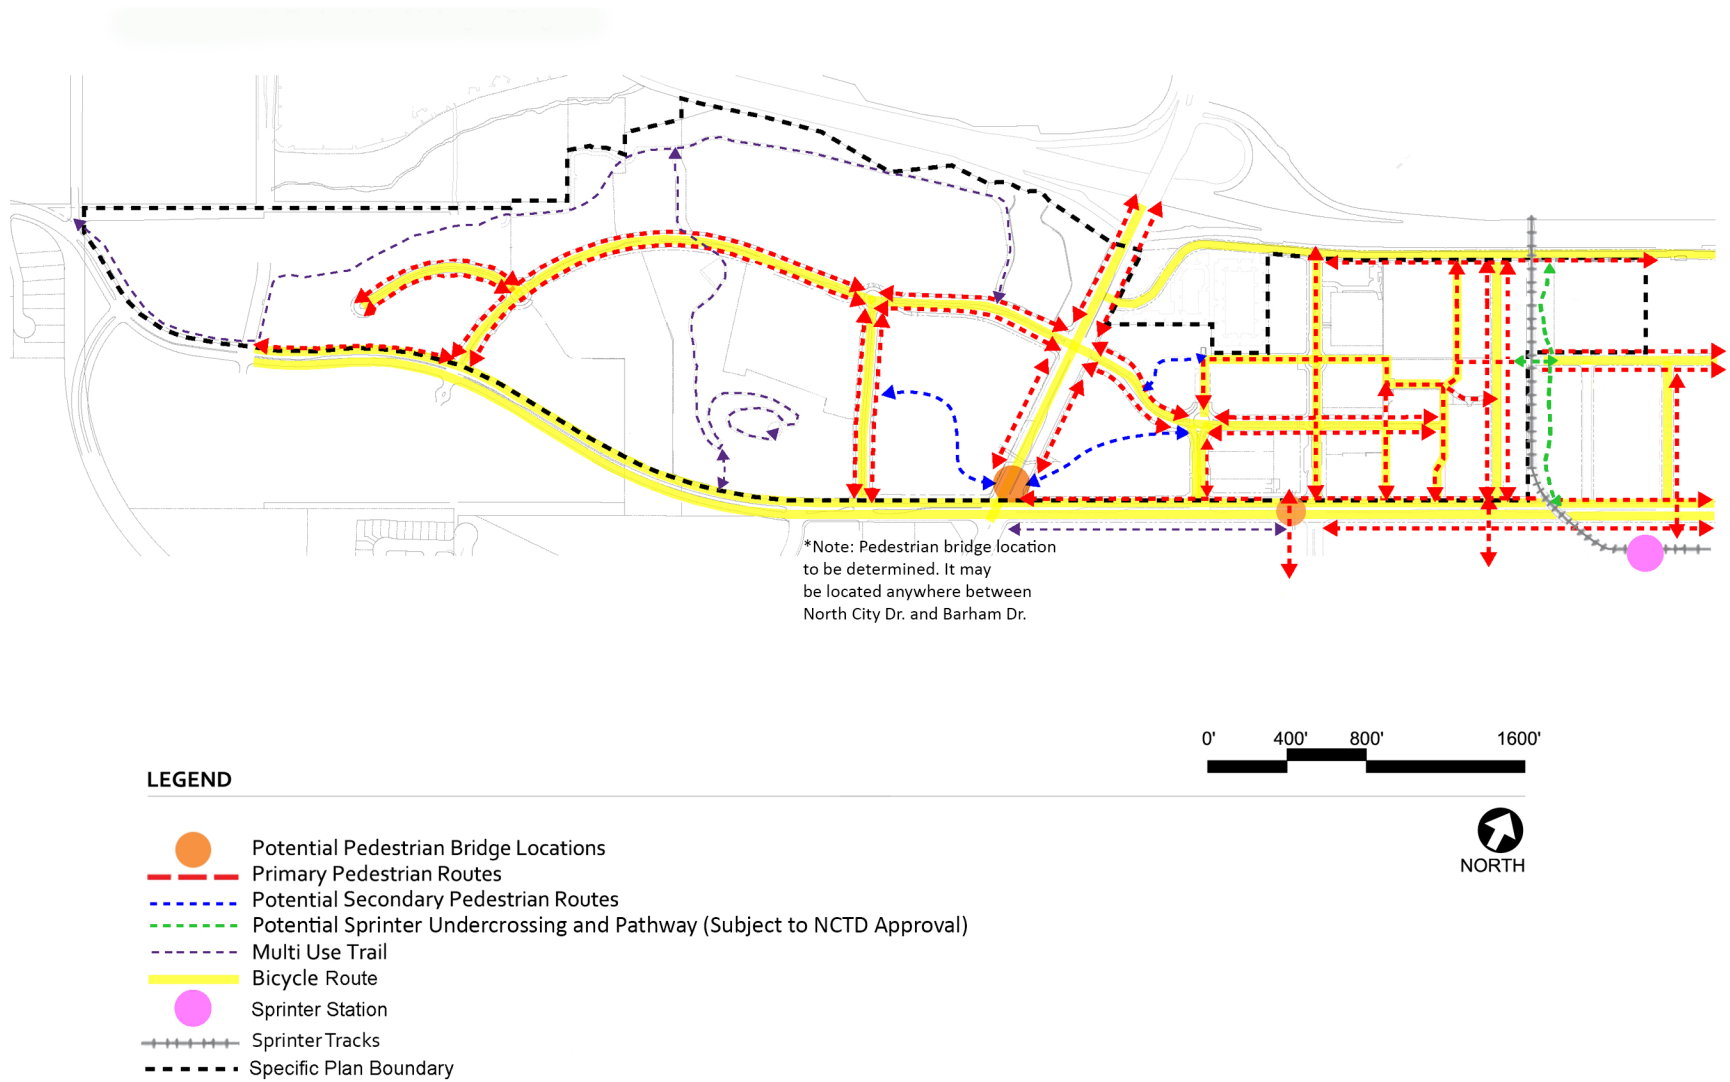 *Note: Pedestrian bridge location
to be determined. It may
be located anywhere between
North City Dr. and Barham Dr.
0' 400' 800' 1600'
NORTH
LEGEND
Potential Pedestrian Bridge Locations
Primary Pedestrian Routes
Potential Secondary Pedestrian Routes
Potential Sprinter Undercrossing and Pathway (Subject to NCTD Approval)
Multi Use Trail
Bicycle Route
Sprinter Station
Sprinter Tracks
Specific Plan Boundary